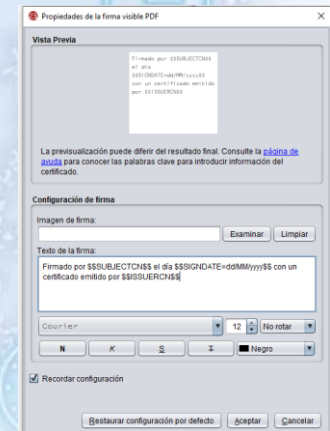 Propiedades de la firma visible PDF
Vista Previa
Firmado por $$SUBJECTCN$$
el día
$$SIGNDATE=dd/MM/yyyy$$
con un certificado emitido
por $$ISSUERCN$$
La previsualización puede diferir del resultado final. Consulte la página de
ayuda para conocer las palabras clave para introducir información del
certificado.
Configuración de firma
Imagen de firma:
Examinar Limpiar
Texto de la firma:
Firmado por $$SUBJECTCN$$ el día $$SIGNDATE=dd/MM/yyyy$$ con un
certificado emitido por $$ISSUERCN$$
Courier 12 No rotar
N K S T Negro
Recordar configuración
Restaurar configuración por defecto Aceptar Cancelar